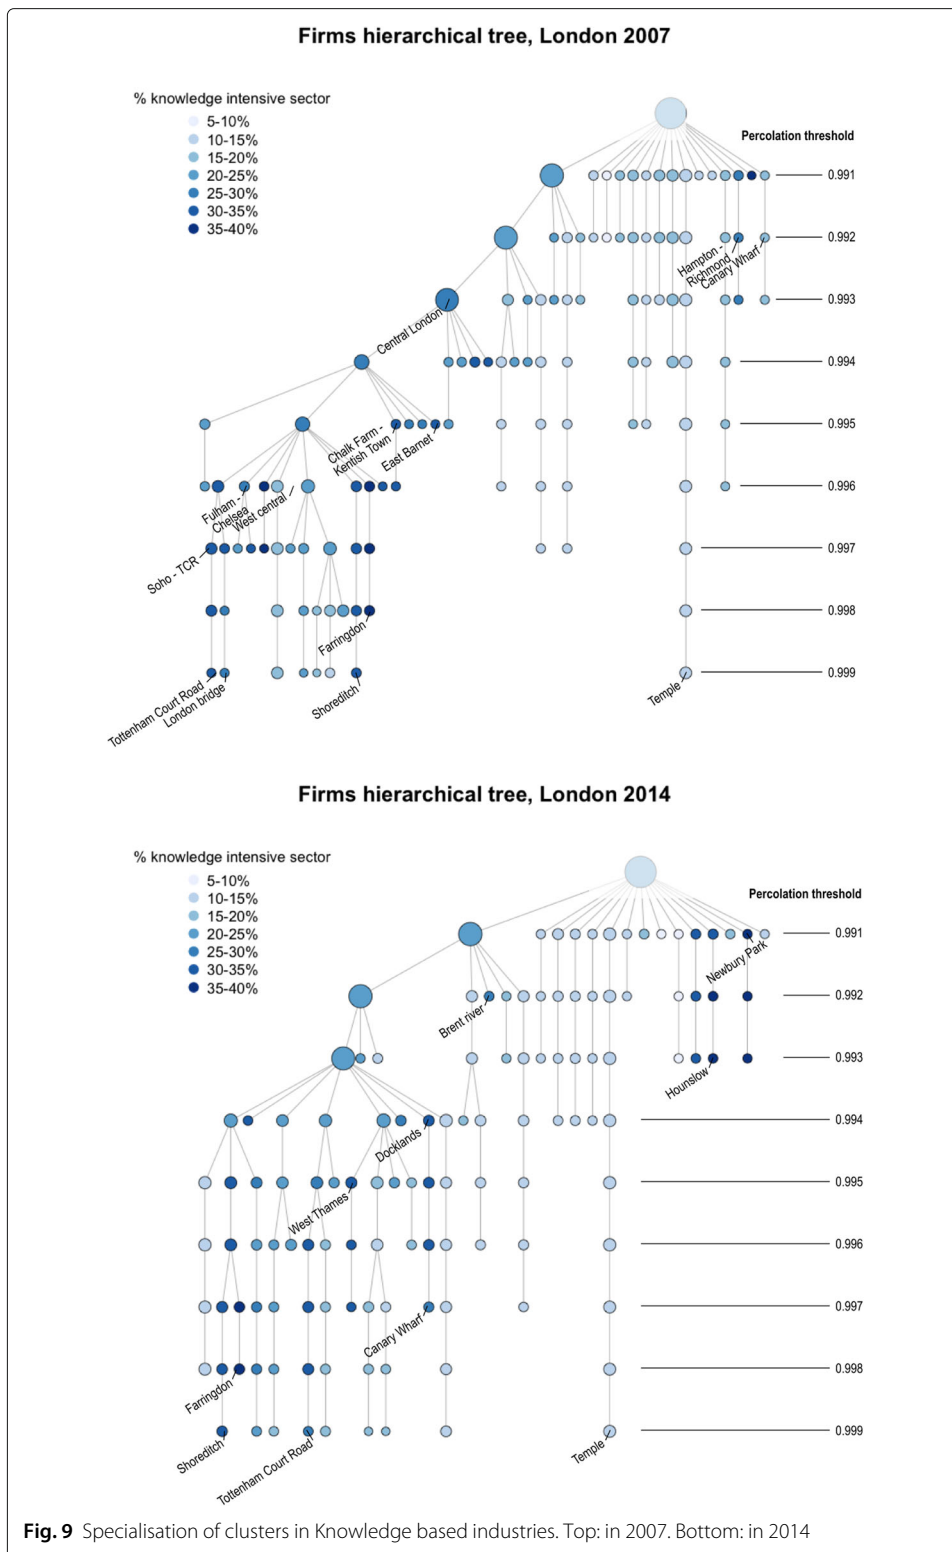 Firms hierarchical tree, London 2007
% knowledge intensive sector
5-10%
10-15%
15-20%
20-25%
25-30%
30-35%
35-40%
Percolation threshold
0.991
0.992
Hampton -
Richmond
Canary Wharf
0.993
Central London
0.994
0.995
Chalk Farm -
Kentish Town
East Barnet
0.996
Fulham -
Chelsea
West central
0.997
Soho - TCR
0.998
Farringdon
0.999
Tottenham Court Road
London bridge
Shoreditch
Temple
Firms hierarchical tree, London 2014
% knowledge intensive sector
5-10%
10-15%
15-20%
20-25%
25-30%
30-35%
35-40%
Percolation threshold
0.991
Newbury Park
0.992
Brent river
0.993
Hounslow
0.994
Docklands
0.995
West Thames
0.996
0.997
Canary Wharf
0.998
Farringdon
0.999
Shoreditch
Tottenham Court Road
Temple
Fig. 9 Specialisation of clusters in Knowledge based industries. Top: in 2007. Bottom: in 2014